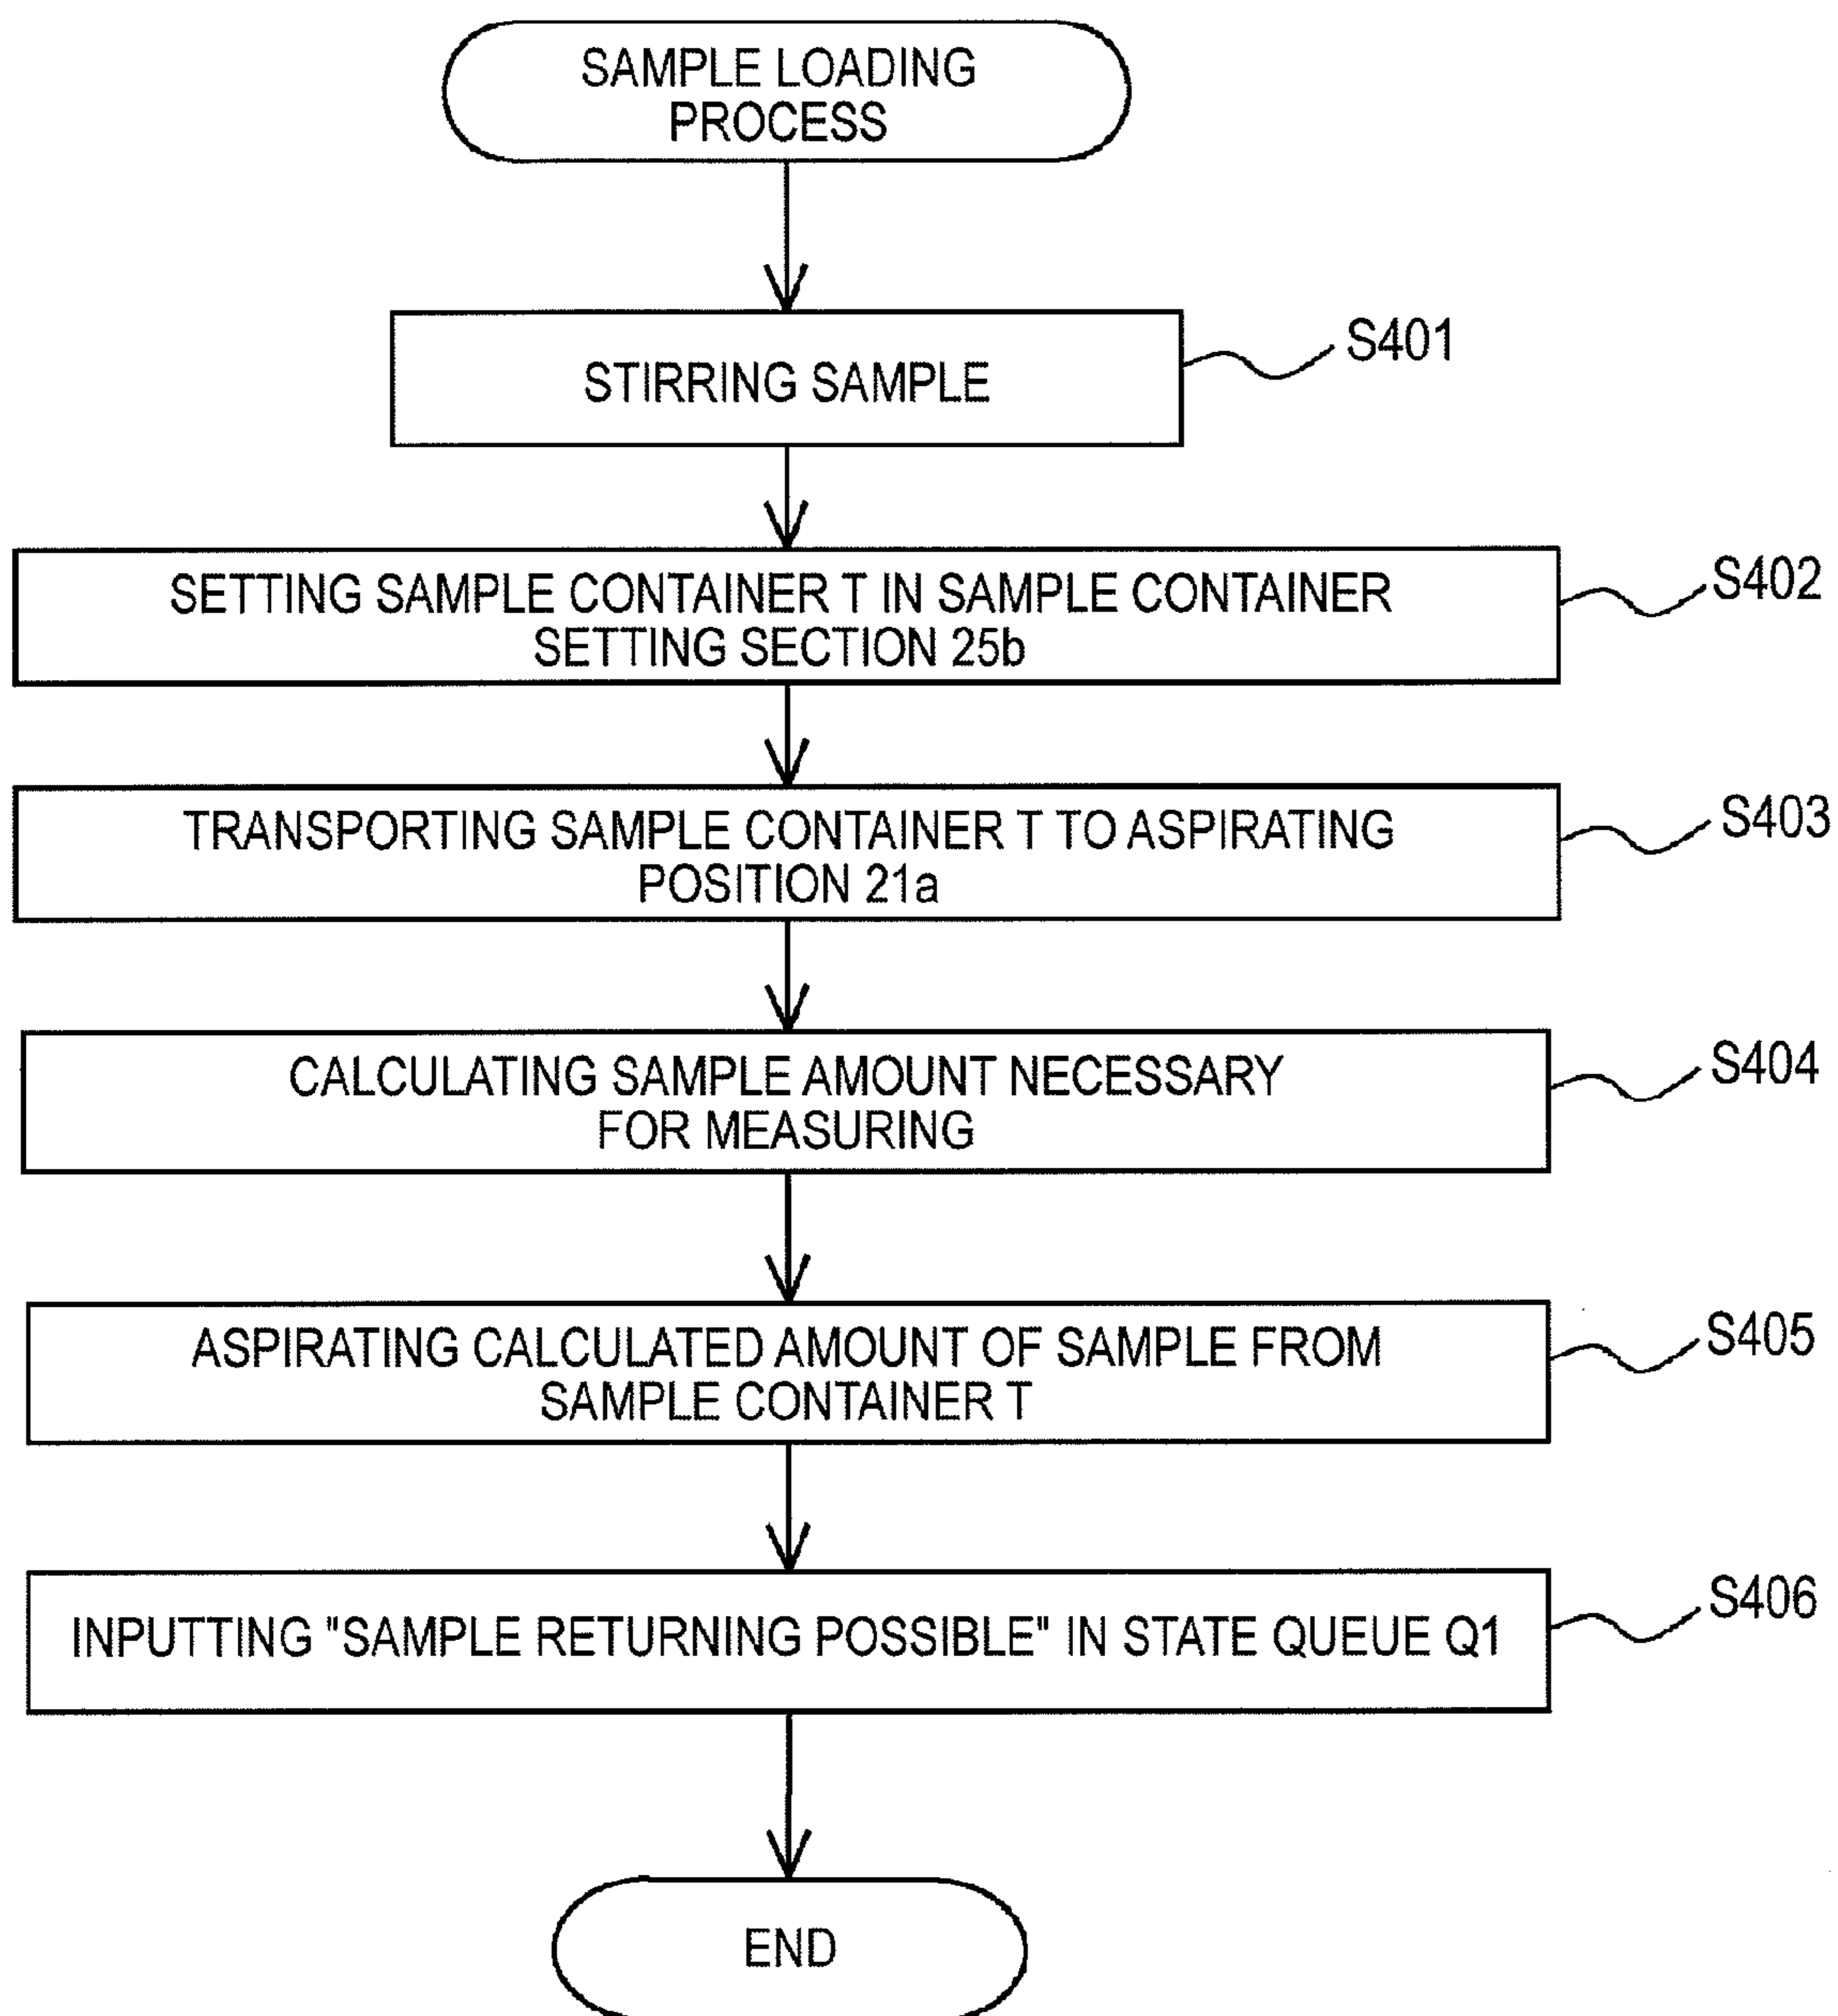 SAMPLE LOADING
PROCESS
STIRRING SAMPLE
S401
SETTING SAMPLE CONTAINER T IN SAMPLE CONTAINER
SETTING SECTION 25b
S402
TRANSPORTING SAMPLE CONTAINER T TO ASPIRATING
POSITION 21a
S403
CALCULATING SAMPLE AMOUNT NECESSARY
FOR MEASURING
S404
ASPIRATING CALCULATED AMOUNT OF SAMPLE FROM
SAMPLE CONTAINER T
S405
INPUTTING "SAMPLE RETURNING POSSIBLE" IN STATE QUEUE Q1
S406
END